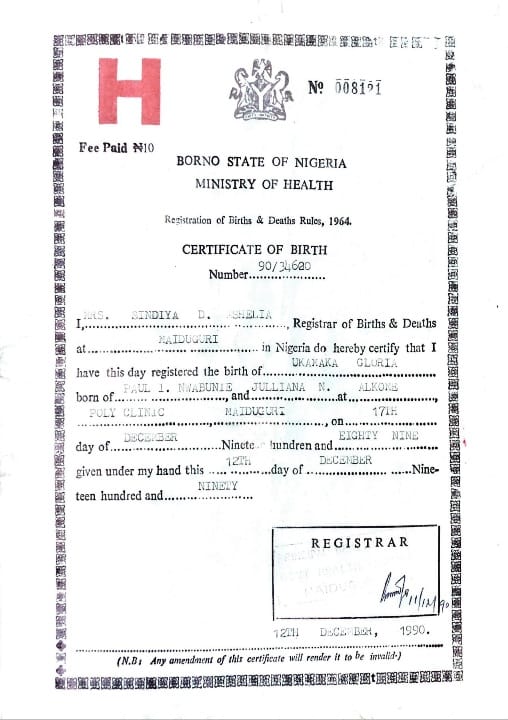 H
Nº 008191
Fee Paid ₦10
BORNO STATE OF NIGERIA
MINISTRY OF HEALTH
Registration of Births & Deaths Rules, 1964.
CERTIFICATE OF BIRTH
Number 90/34620
I, MRS. SINDIYA D. SHELIA, Registrar of Births & Deaths
at MAIDUGURI in Nigeria do hereby certify that I
have this day registered the birth of UKAKAKA GLORIA
born of PAUL I. NWABUNIE, and JULLIANA N. at ALKOKE,
POLY CLINIC MAIDUGURI, on 17TH
day of DECEMBER Ninete hundren and EIGHTY NINE
given under my hand this 12TH day of DECEMBER Nine-
teen hundred and NINETY
REGISTRAR
12TH DECEMBER, 1990.
(N.B: Any amendment of this certificate will render it to be invalid-)